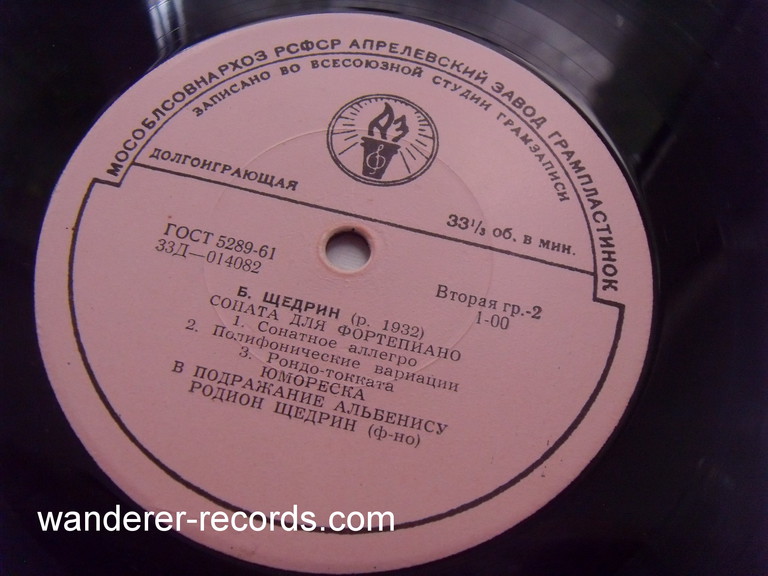 МОСОБЛСОВНАРХОЗ РСФСР АПРЕЛЕВСКИЙ ЗАВОД ГРАМПЛАСТИНОК
ЗАПИСАНО ВО ВСЕСОЮЗНОЙ СТУДИИ ГРАМЗАПИСИ
АЗ
ДОЛГОИГРАЮЩАЯ
33⅓ об. в мин.
ГОСТ 5289-61
33Д—014082
Вторая гр.-2
1-00
Б. ЩЕДРИН (р. 1932)
СОПАТА ДЛЯ ФОРТЕПИАНО
1. Сонатное аллегро
2. Полифонические вариации
3. Рондо-токката
ЮМОРЕСКА
В ПОДРАЖАНИЕ АЛЬБЕНИСУ
РОДИОН ЩЕДРИН (ф-но)
wanderer-records.com